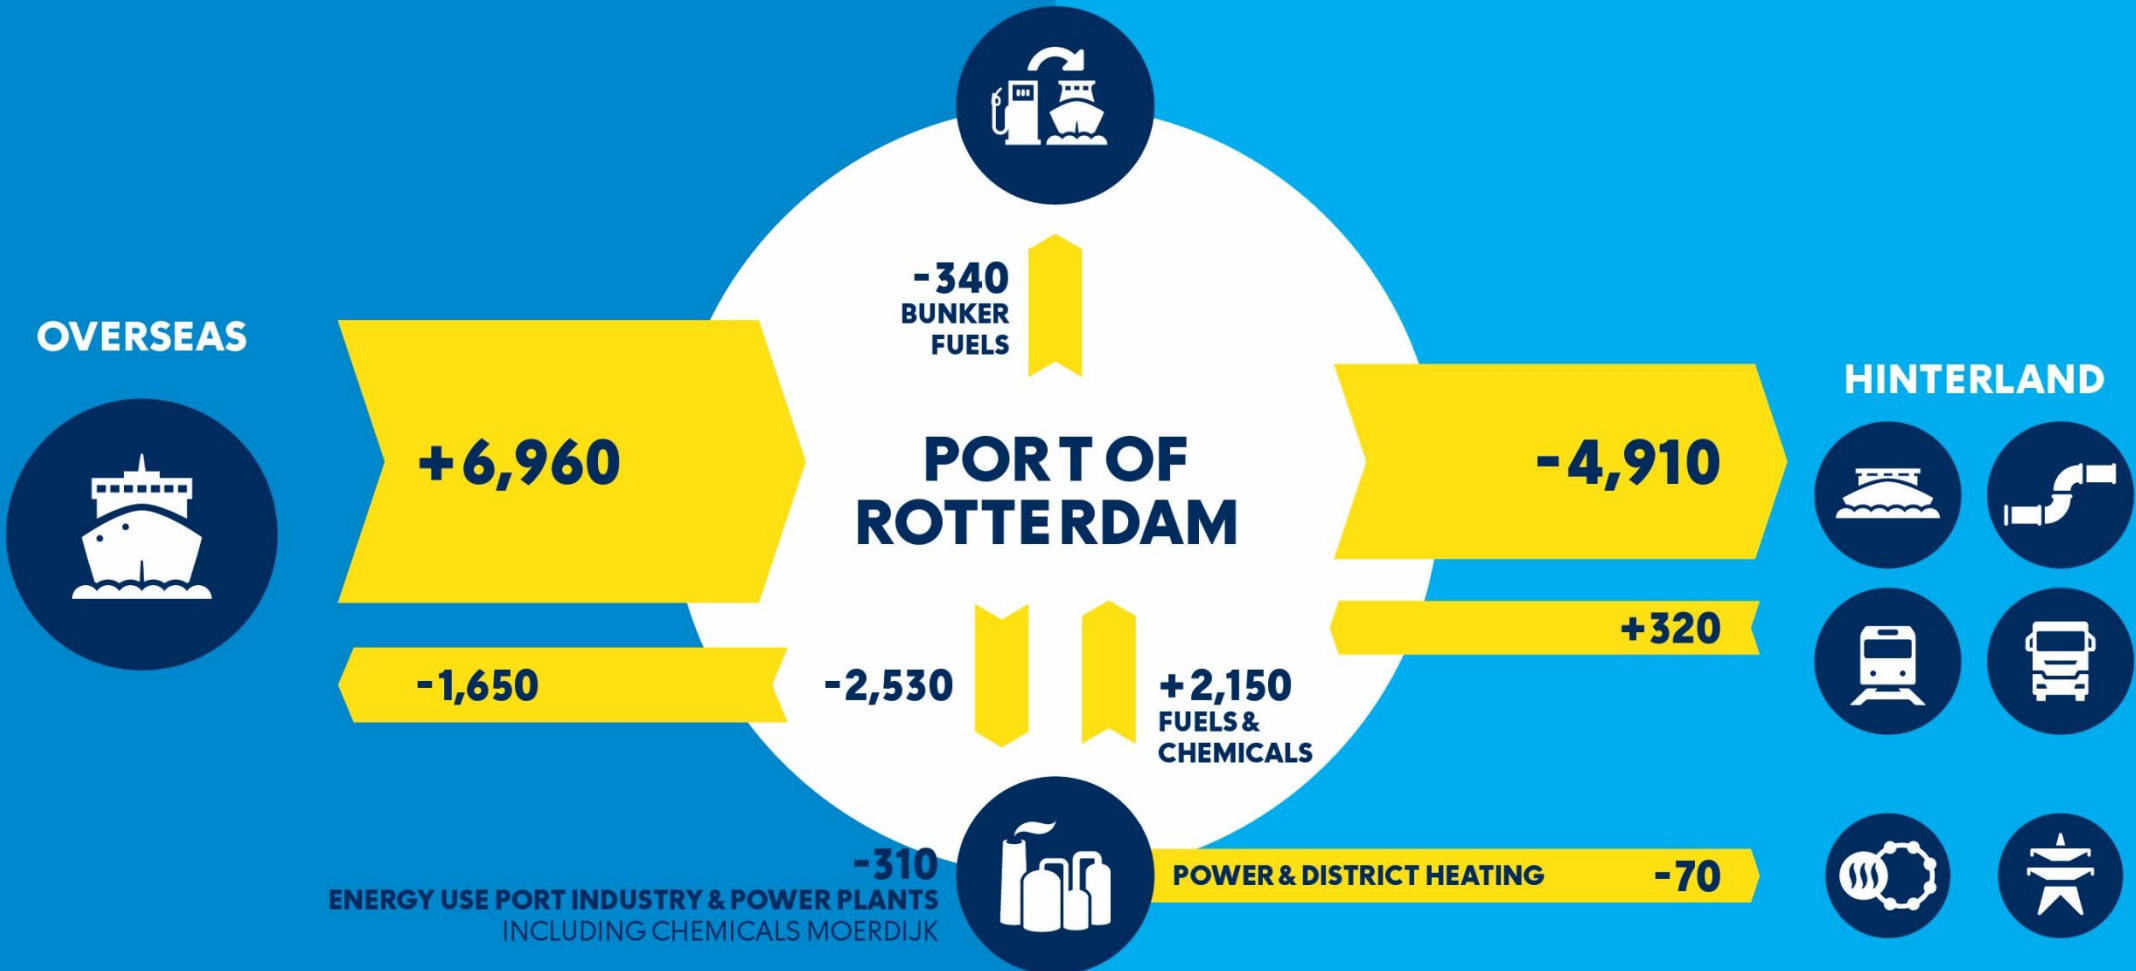 -340
BUNKER
FUELS
OVERSEAS
+6,960
PORT OF
ROTTERDAM
-4,910
HINTERLAND
+320
-1,650
-2,530
+2,150
FUELS &
CHEMICALS
-310
ENERGY USE PORT INDUSTRY & POWER PLANTS
INCLUDING CHEMICALS MOERDIJK
POWER & DISTRICT HEATING -70